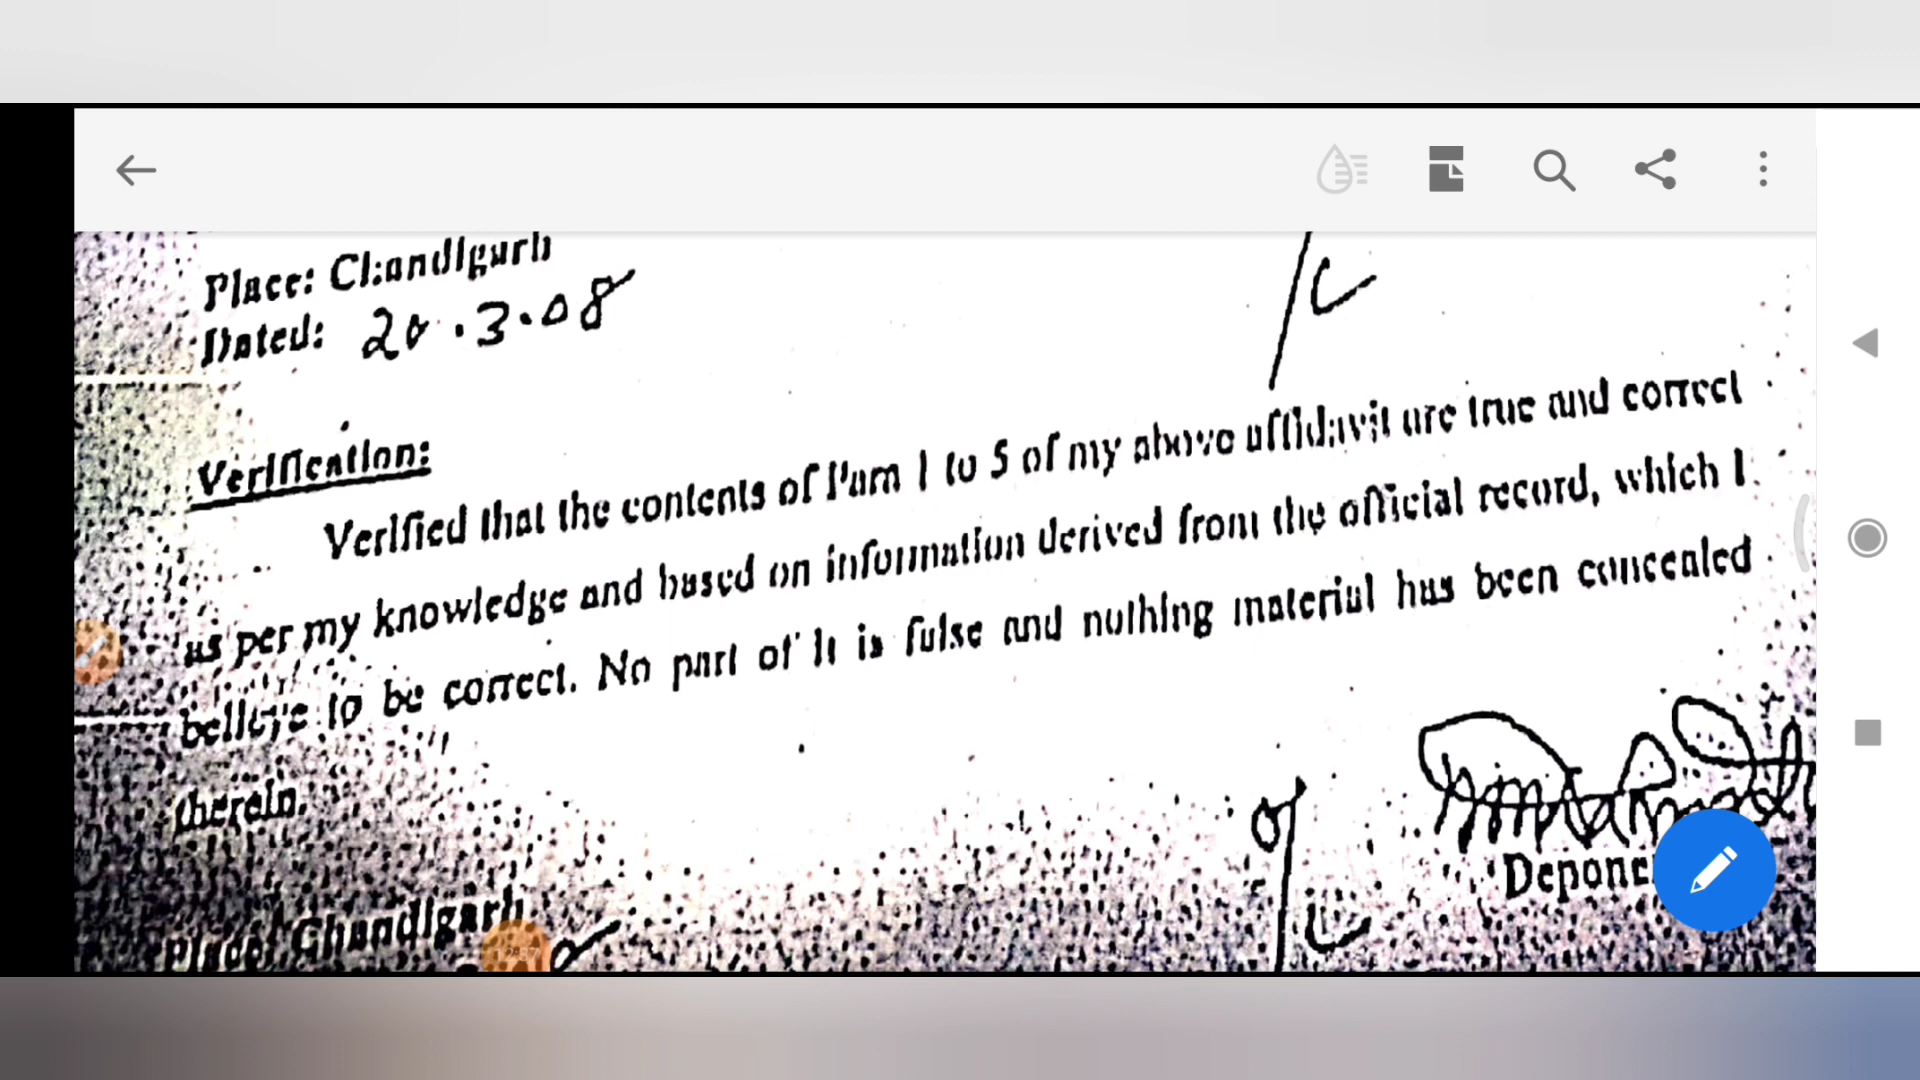 Place: Chandigarh
Dated: 20.3.08
Verification:
Verified that the contents of Para 1 to 5 of my above affidavit are true and correct
as per my knowledge and based on information derived from the official record, which I
believe to be correct. No part of it is false and nothing material has been concealed
therein.
Depone
Place: Chandigarh